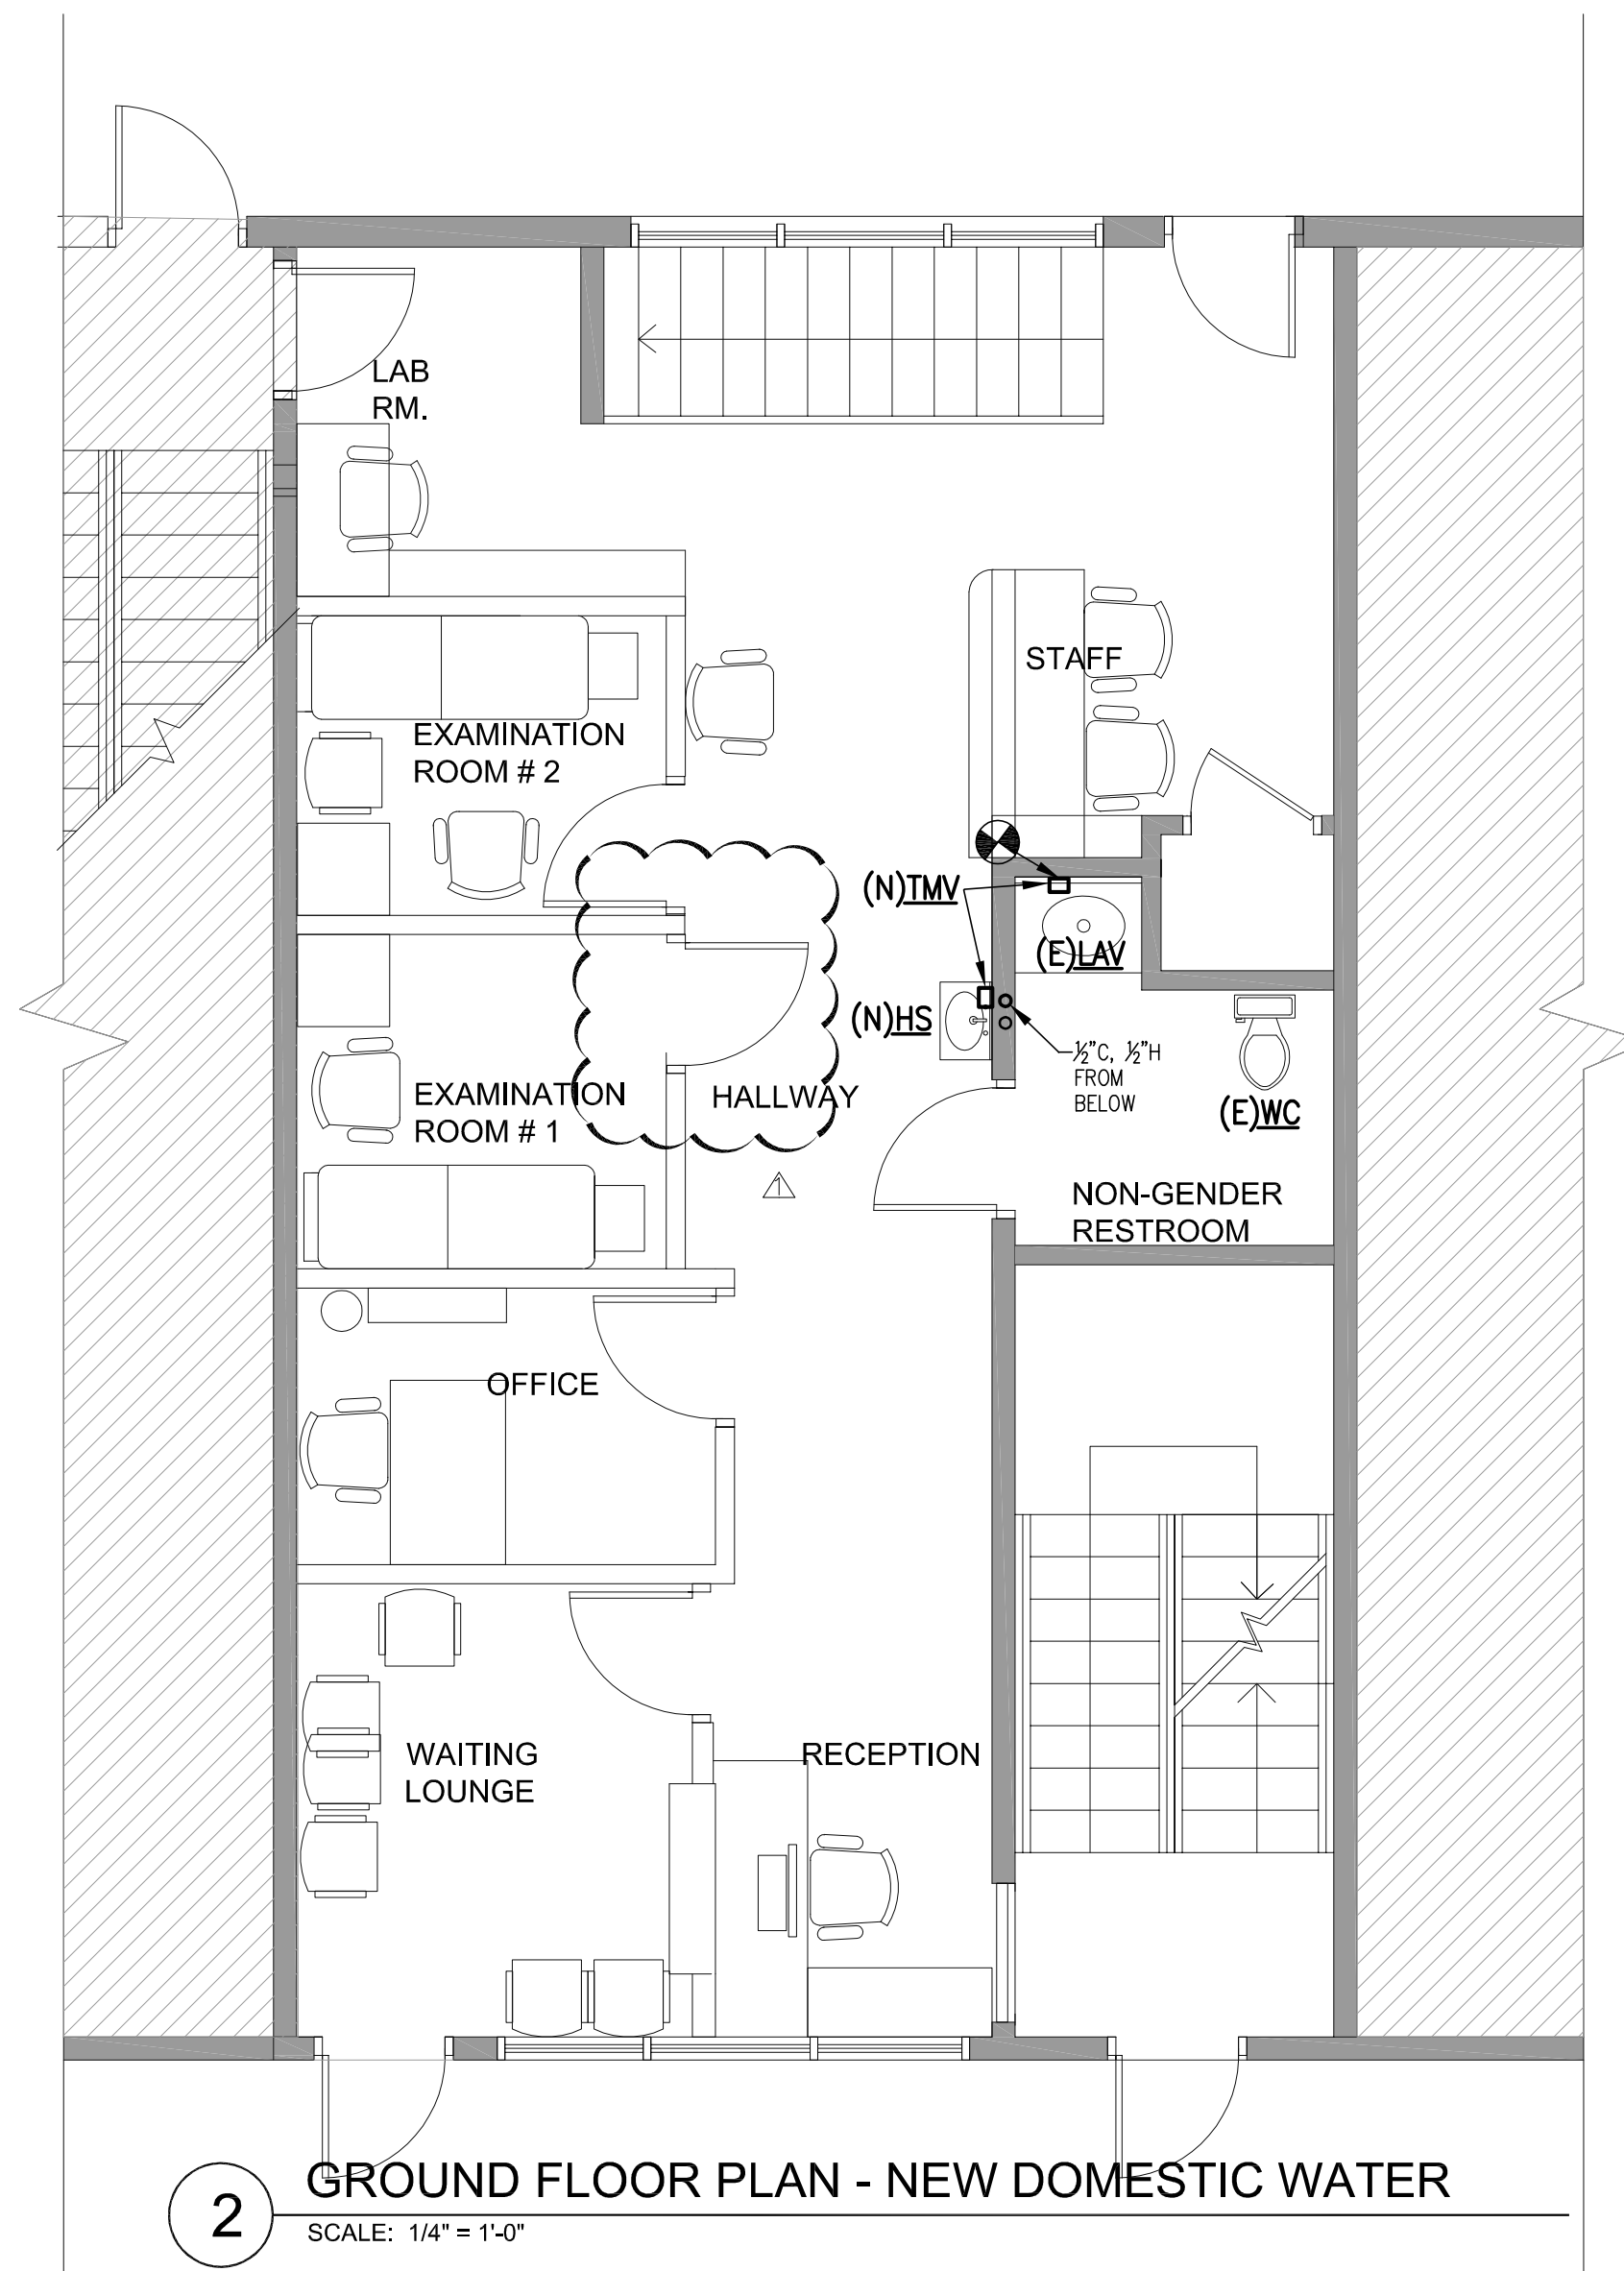 LAB
RM.
STAFF
EXAMINATION
ROOM # 2
(N)TMV
(E)LAV
(N)HS
½"C, ½"H
FROM
BELOW
EXAMINATION
ROOM # 1
HALLWAY
(E)WC
1
NON-GENDER
RESTROOM
OFFICE
WAITING
LOUNGE
RECEPTION
2
GROUND FLOOR PLAN - NEW DOMESTIC WATER
SCALE: 1/4" = 1'-0"